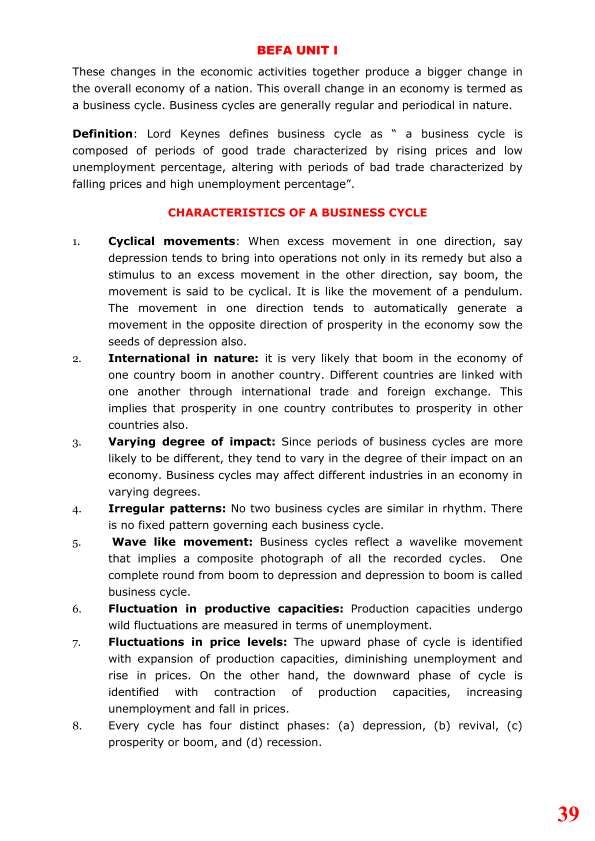 BEFA UNIT I
These changes in the economic activities together produce a bigger change in
the overall economy of a nation. This overall change in an economy is termed as
a business cycle. Business cycles are generally regular and periodical in nature.
Definition: Lord Keynes defines business cycle as “ a business cycle is
composed of periods of good trade characterized by rising prices and low
unemployment percentage, altering with periods of bad trade characterized by
falling prices and high unemployment percentage”.
CHARACTERISTICS OF A BUSINESS CYCLE
1. Cyclical movements: When excess movement in one direction, say
depression tends to bring into operations not only in its remedy but also a
stimulus to an excess movement in the other direction, say boom, the
movement is said to be cyclical. It is like the movement of a pendulum.
The movement in one direction tends to automatically generate a
movement in the opposite direction of prosperity in the economy sow the
seeds of depression also.
2. International in nature: it is very likely that boom in the economy of
one country boom in another country. Different countries are linked with
one another through international trade and foreign exchange. This
implies that prosperity in one country contributes to prosperity in other
countries also.
3. Varying degree of impact: Since periods of business cycles are more
likely to be different, they tend to vary in the degree of their impact on an
economy. Business cycles may affect different industries in an economy in
varying degrees.
4. Irregular patterns: No two business cycles are similar in rhythm. There
is no fixed pattern governing each business cycle.
5. Wave like movement: Business cycles reflect a wavelike movement
that implies a composite photograph of all the recorded cycles. One
complete round from boom to depression and depression to boom is called
business cycle.
6. Fluctuation in productive capacities: Production capacities undergo
wild fluctuations are measured in terms of unemployment.
7. Fluctuations in price levels: The upward phase of cycle is identified
with expansion of production capacities, diminishing unemployment and
rise in prices. On the other hand, the downward phase of cycle is
identified with contraction of production capacities, increasing
unemployment and fall in prices.
8. Every cycle has four distinct phases: (a) depression, (b) revival, (c)
prosperity or boom, and (d) recession.
39